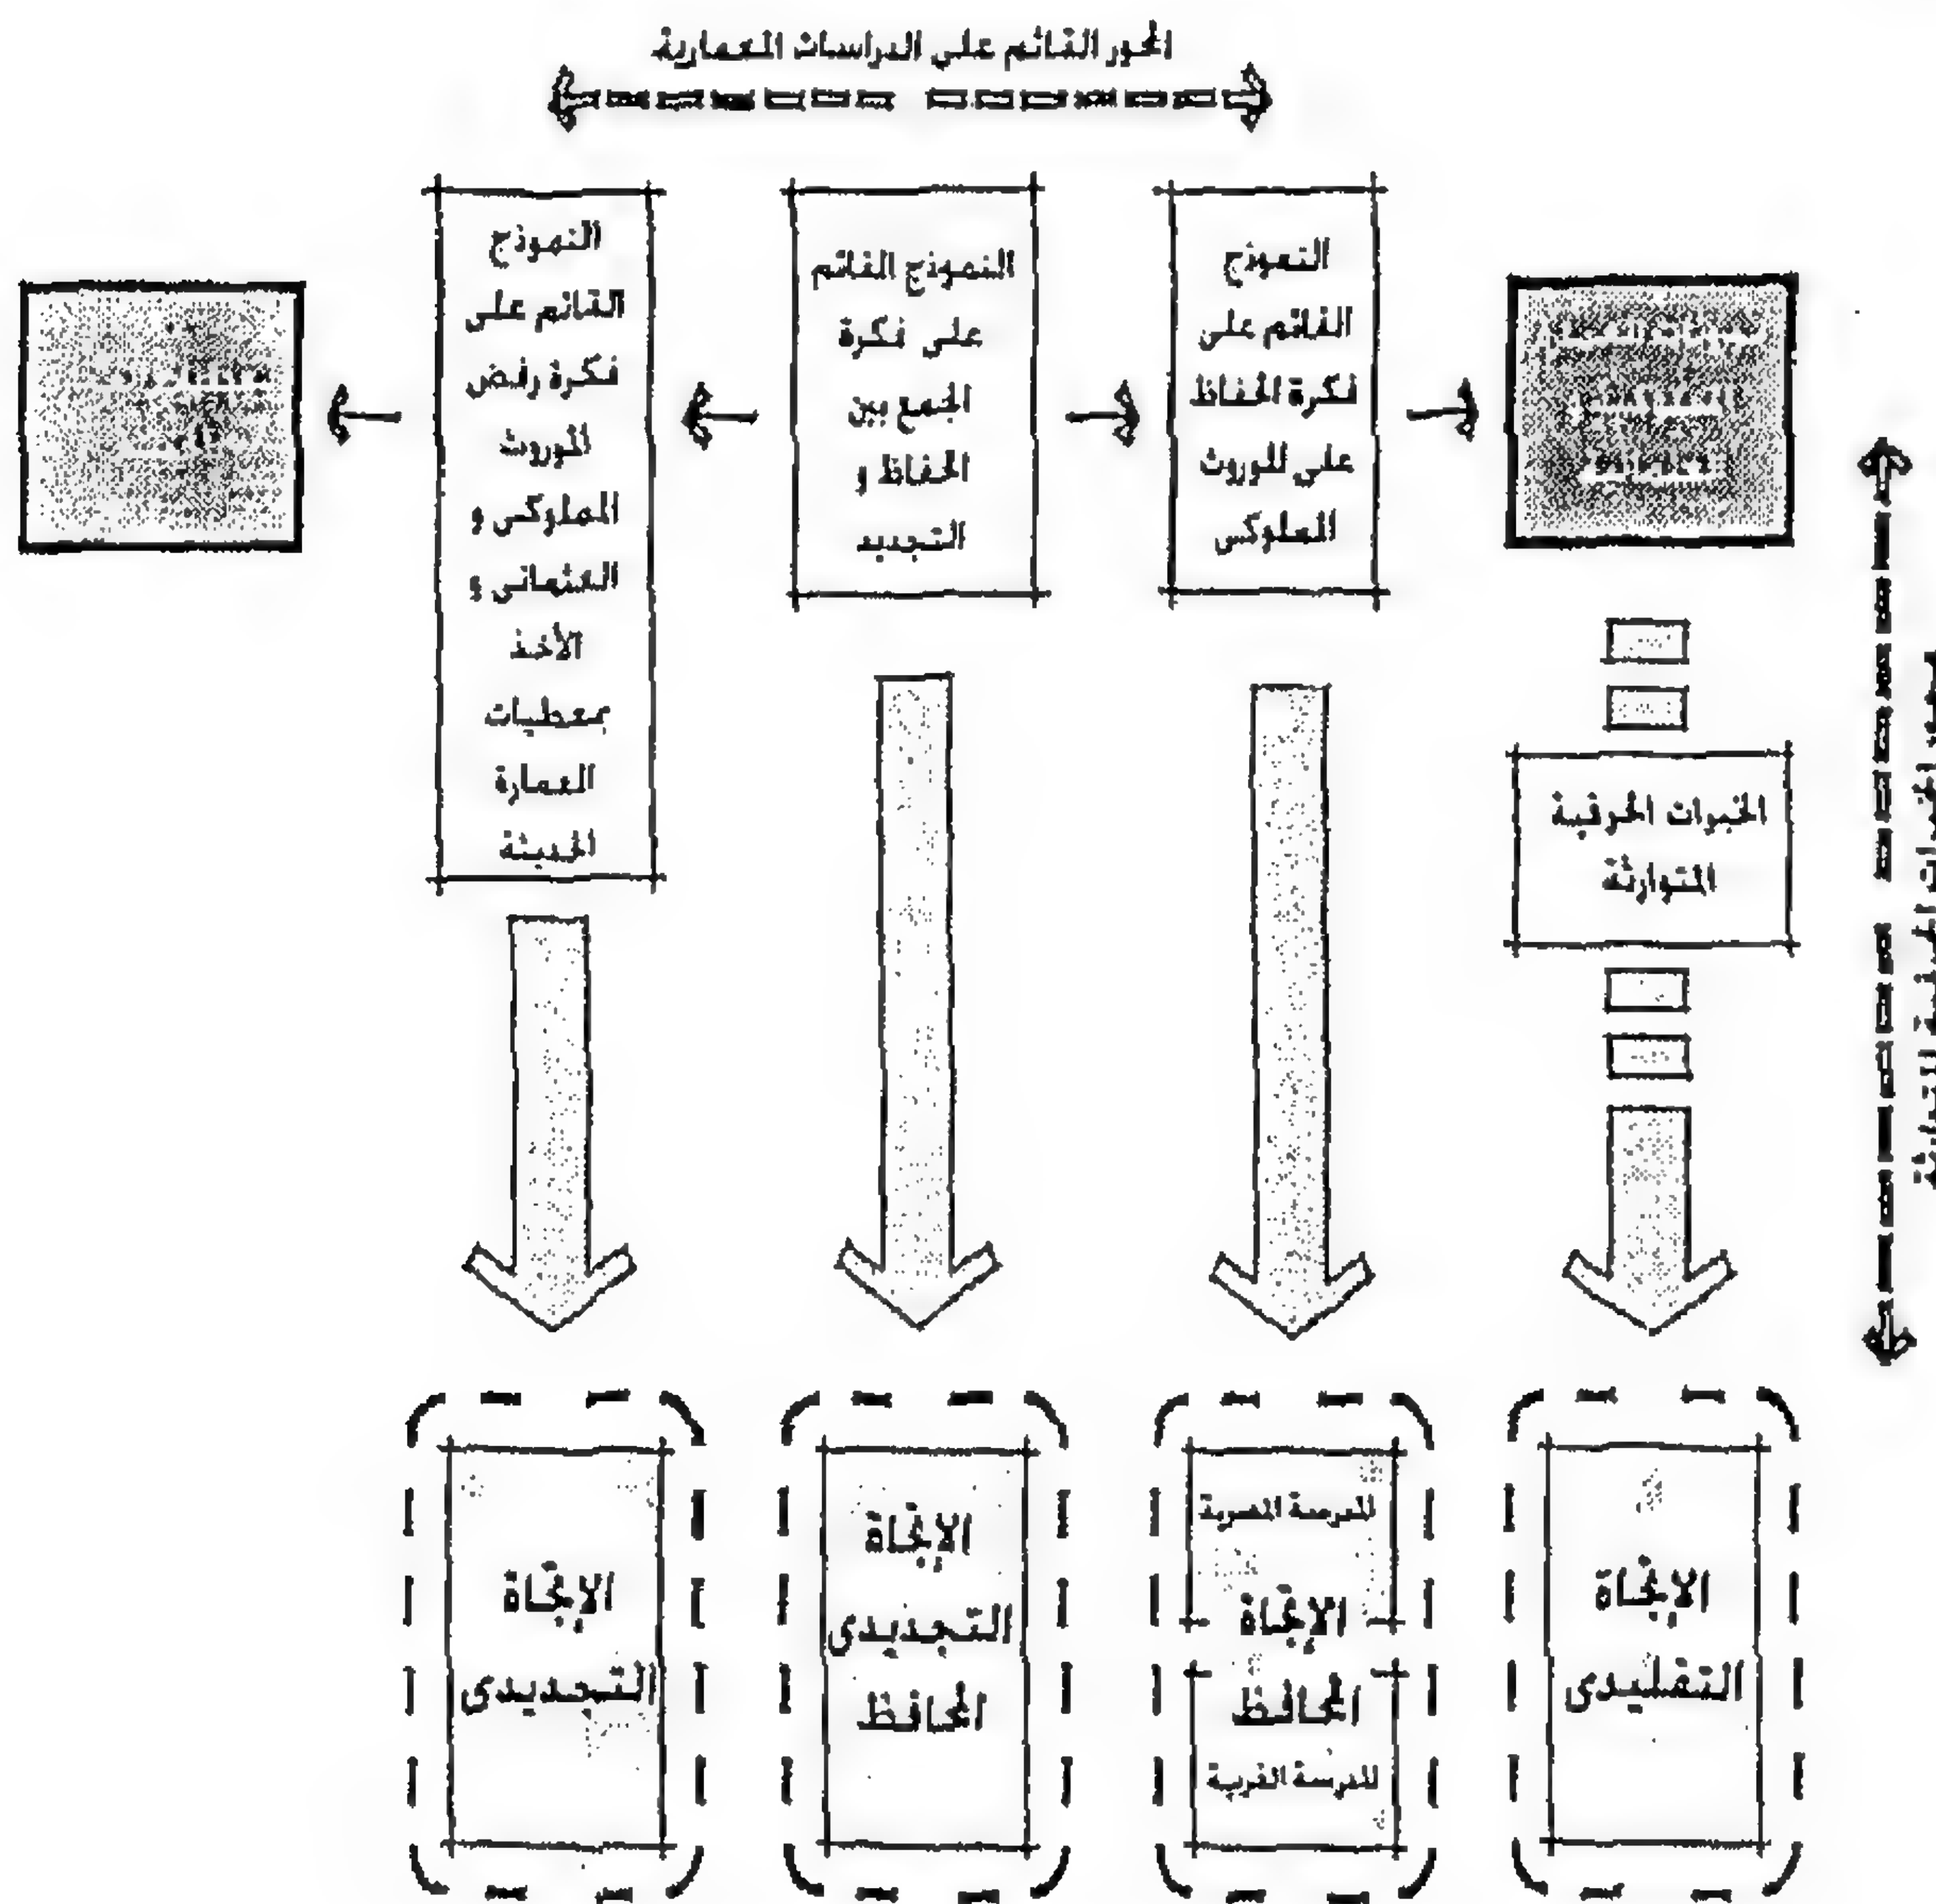 المحور القائم على الدراسات المعمارية
النموذج
القائم على
فكرة الحفاظ
على الموروث
المملوكى
النموذج القائم
على فكرة
الجمع بين
الحفاظ و
التجديد
النموذج
القائم على
فكرة رفض
الموروث
المملوكى و
العثمانى و
الأخذ
بمعطيات
العمارة
الحديثة
الخبرات الحرفية
المتوارثة
الإتجاة
التقليدى
المدرسة المصرية
الإتجاة
المحافظ
المدرسة الغربية
الإتجاة
التجديدى
المحافظ
الإتجاة
التجديدى